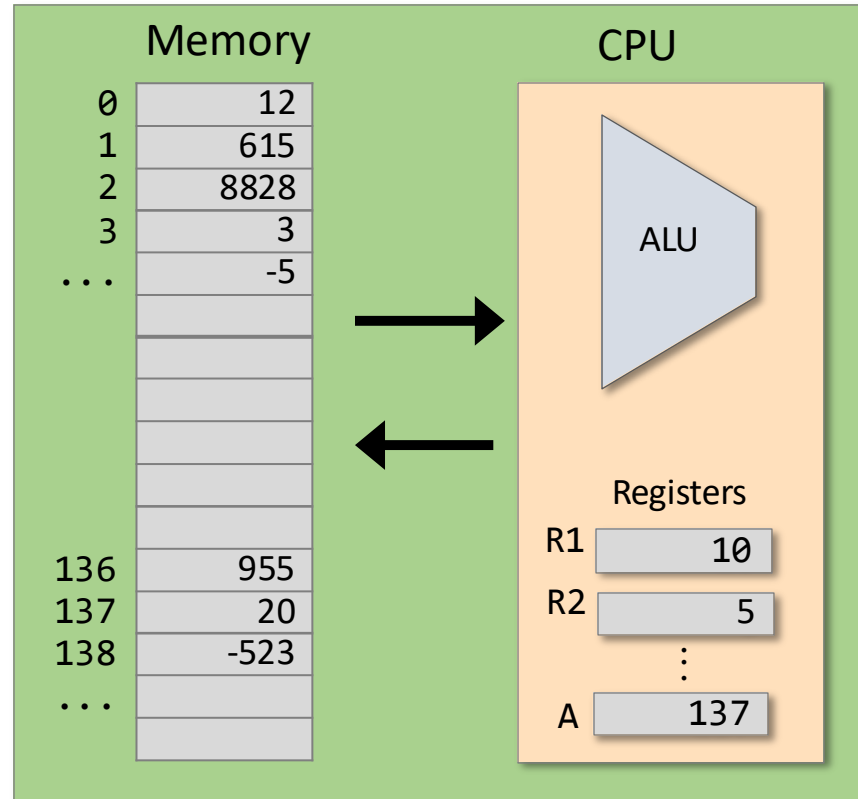 Memory
0 12
1 615
2 8828
3 3
... -5
136 955
137 20
138 -523
...
CPU
ALU
Registers
R1 10
R2 5
⋮
A 137